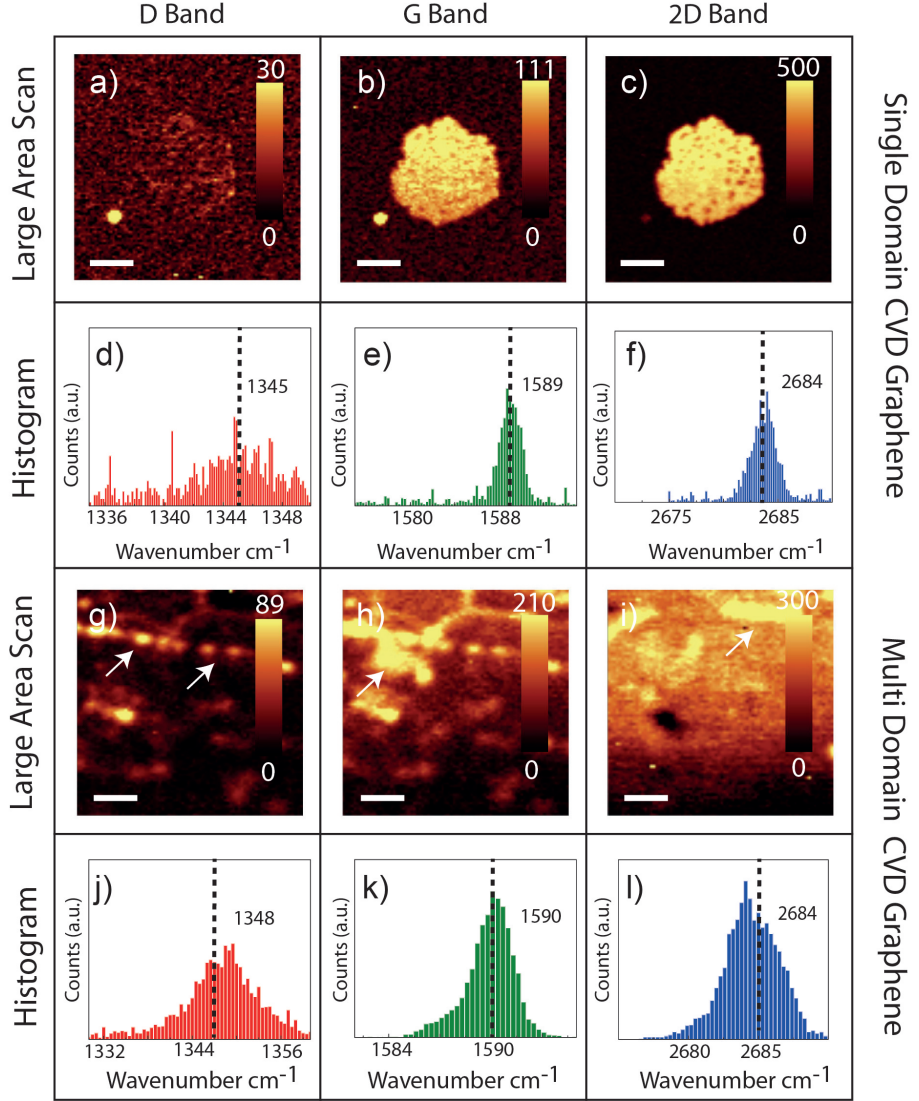 D Band
G Band
2D Band
Large Area Scan
a)
30
0
b)
111
0
c)
500
0
Single Domain CVD Graphene
Histogram
d)
1345
Counts (a.u.)
1336 1340 1344 1348
Wavenumber cm-1
e)
1589
Counts (a.u.)
1580 1588
Wavenumber cm-1
f)
2684
Counts (a.u.)
2675 2685
Wavenumber cm-1
Large Area Scan
g)
89
0
h)
210
0
i)
300
0
Multi Domain CVD Graphene
Histogram
j)
1348
Counts (a.u.)
1332 1344 1356
Wavenumber cm-1
k)
1590
Counts (a.u.)
1584 1590
Wavenumber cm-1
l)
2684
Counts (a.u.)
2680 2685
Wavenumber cm-1